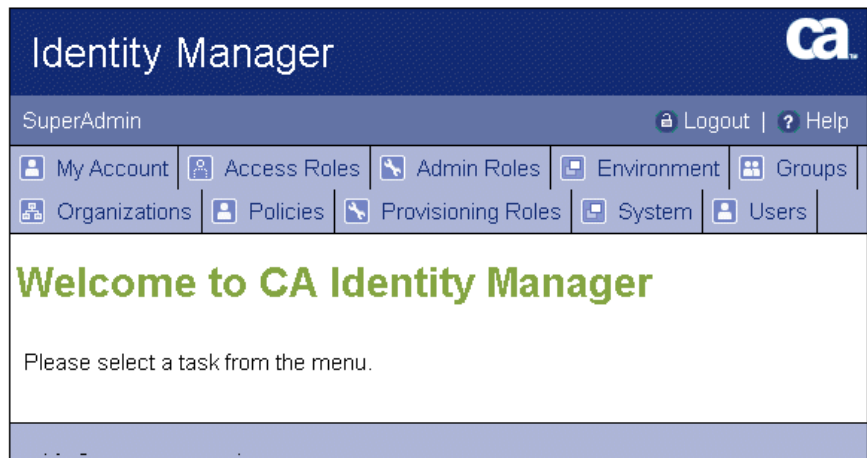 Identity Manager
ca
SuperAdmin
Logout | ? Help
My Account Access Roles Admin Roles Environment Groups
Organizations Policies Provisioning Roles System Users
Welcome to CA Identity Manager
Please select a task from the menu.